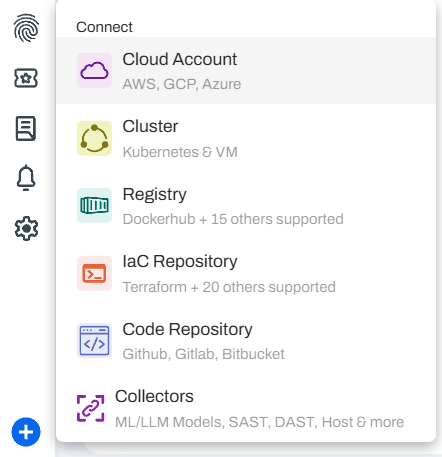 Connect
Cloud Account
AWS, GCP, Azure
Cluster
Kubernetes & VM
Registry
Dockerhub + 15 others supported
IaC Repository
Terraform + 20 others supported
Code Repository
Github, Gitlab, Bitbucket
Collectors
ML/LLM Models, SAST, DAST, Host & more